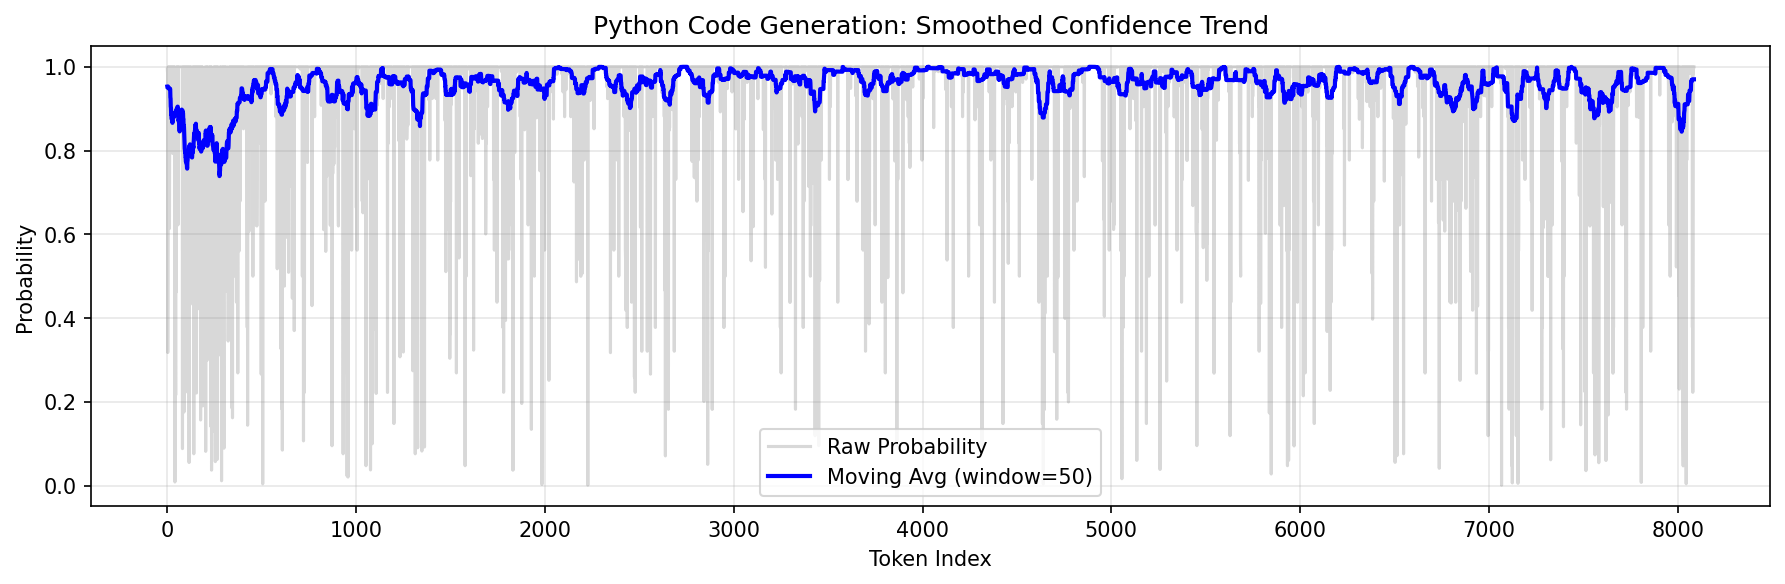 Python Code Generation: Smoothed Confidence Trend
Probability
1.0
0.8
0.6
0.4
0.2
0.0
Raw Probability
Moving Avg (window=50)
0 1000 2000 3000 4000 5000 6000 7000 8000
Token Index